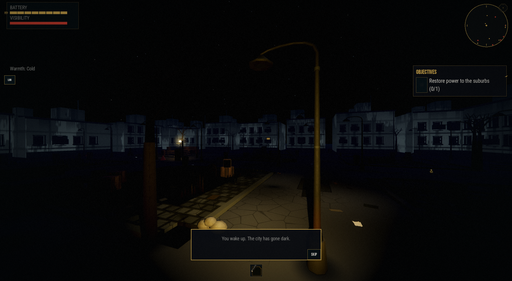 BATTERY
VISIBILITY
Warmth: Cold
OBJECTIVES
Restore power to the suburbs
(0/1)
You wake up. The city has gone dark.
SKIP